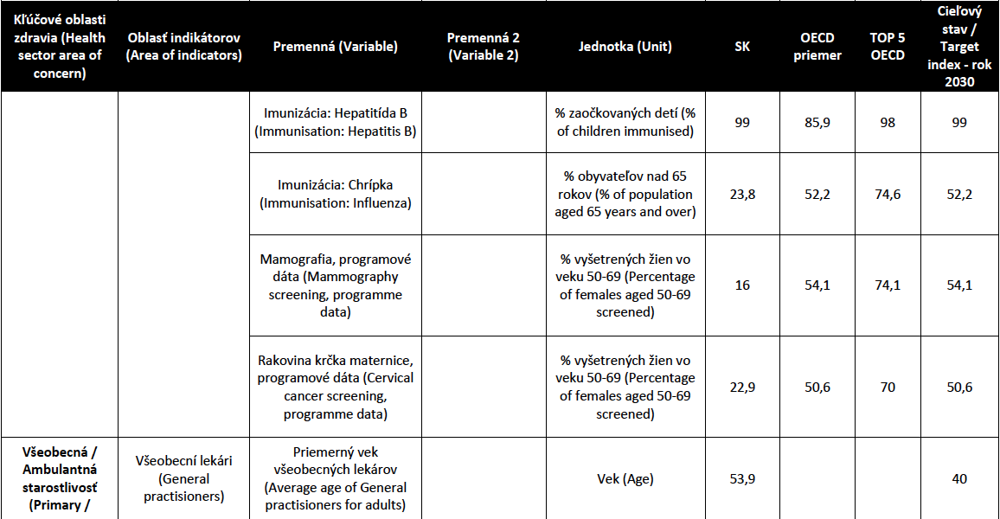 Kľúčové oblasti
zdravia (Health
sector area of
concern)
Oblasť indikátorov
(Area of indicators)
Premenná (Variable)
Premenná 2
(Variable 2)
Jednotka (Unit)
SK
OECD
priemer
TOP 5
OECD
Cieľový
stav /
Target
index - rok
2030
Imunizácia: Hepatitída B
(Immunisation: Hepatitis B)
% zaočkovaných detí (%
of children immunised)
99
85,9
98
99
Imunizácia: Chrípka
(Immunisation: Influenza)
% obyvateľov nad 65
rokov (% of population
aged 65 years and over)
23,8
52,2
74,6
52,2
Mamografia, programové
dáta (Mammography
screening, programme
data)
% vyšetrených žien vo
veku 50-69 (Percentage
of females aged 50-69
screened)
16
54,1
74,1
54,1
Rakovina krčka maternice,
programové dáta (Cervical
cancer screening,
programme data)
% vyšetrených žien vo
veku 50-69 (Percentage
of females aged 50-69
screened)
22,9
50,6
70
50,6
Všeobecná /
Ambulantná
starostlivosť
(Primary /
Všeobecní lekári
(General
practisioners)
Priemerný vek
všeobecných lekárov
(Average age of General
practisioners for adults)
Vek (Age)
53,9
40